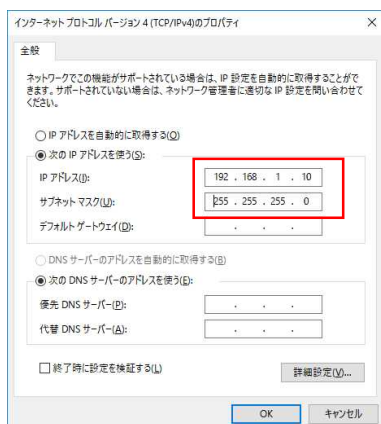 インターネット プロトコル バージョン 4 (TCP/IPv4)のプロパティ
全般
ネットワークでこの機能がサポートされている場合は、IP 設定を自動的に取得することがで
きます。サポートされていない場合は、ネットワーク管理者に適切な IP 設定を問い合わせて
ください。
IP アドレスを自動的に取得する(O)
次の IP アドレスを使う(S):
IP アドレス(I): 192 . 168 . 1 . 10
サブネット マスク(U): 255 . 255 . 255 . 0
デフォルト ゲートウェイ(D): . . .
DNS サーバーのアドレスを自動的に取得する(B)
次の DNS サーバーのアドレスを使う(E):
優先 DNS サーバー(P): . . .
代替 DNS サーバー(A): . . .
終了時に設定を検証する(L)
詳細設定(V)...
OK キャンセル